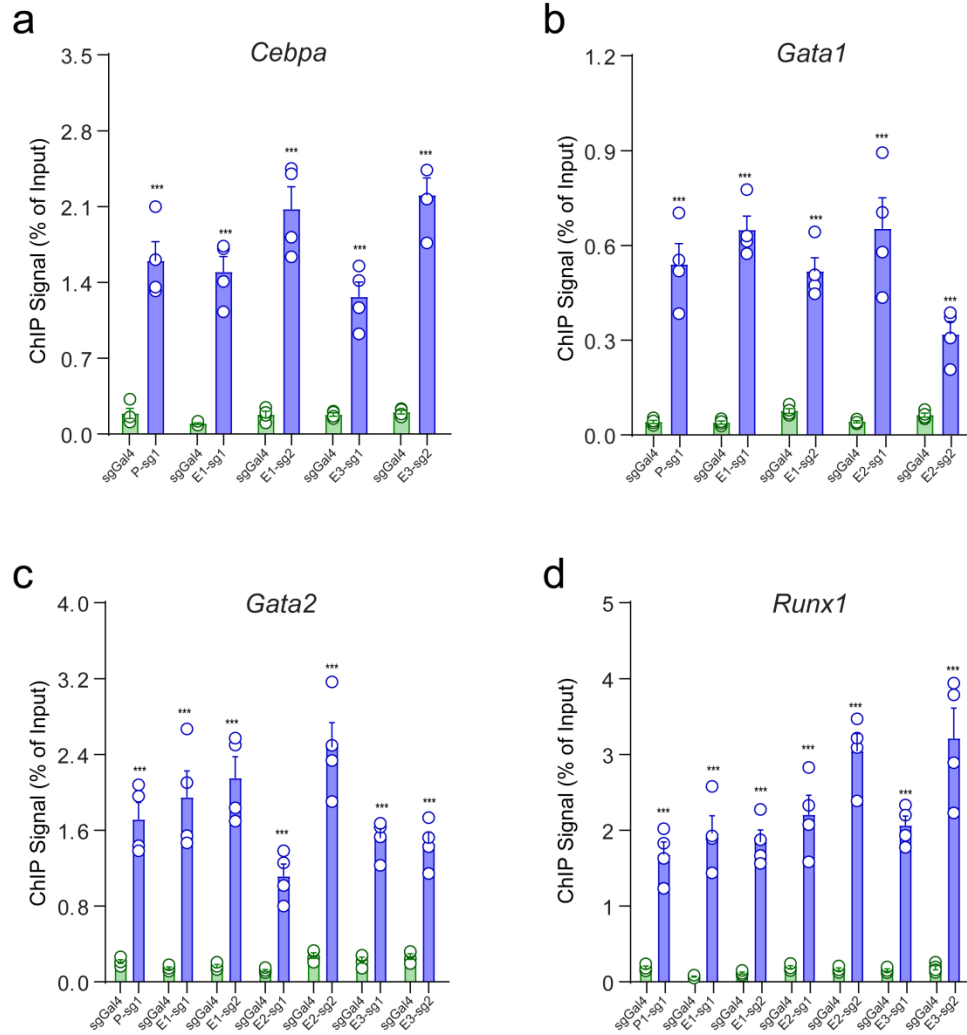 a
Cebpa
ChIP Signal (% of Input)
3.5
2.8
2.1
1.4
0.7
0.0
*** *** *** *** ***
sgGal4 P-sg1 sgGal4 E1-sg1 sgGal4 E1-sg2 sgGal4 E3-sg1 sgGal4 E3-sg2
b
Gata1
ChIP Signal (% of Input)
1.2
0.9
0.6
0.3
0.0
*** *** *** *** ***
sgGal4 P-sg1 sgGal4 E1-sg1 sgGal4 E1-sg2 sgGal4 E2-sg1 sgGal4 E2-sg2
c
Gata2
ChIP Signal (% of Input)
4.0
3.2
2.4
1.6
0.8
0.0
*** *** *** *** *** *** ***
sgGal4 P-sg1 sgGal4 E1-sg1 sgGal4 E1-sg2 sgGal4 E2-sg1 sgGal4 E2-sg2 sgGal4 E3-sg1 sgGal4 E3-sg2
d
Runx1
ChIP Signal (% of Input)
5
4
3
2
1
0
*** *** *** *** *** *** ***
sgGal4 P1-sg1 sgGal4 E1-sg1 sgGal4 E1-sg2 sgGal4 E2-sg1 sgGal4 E2-sg2 sgGal4 E3-sg1 sgGal4 E3-sg2